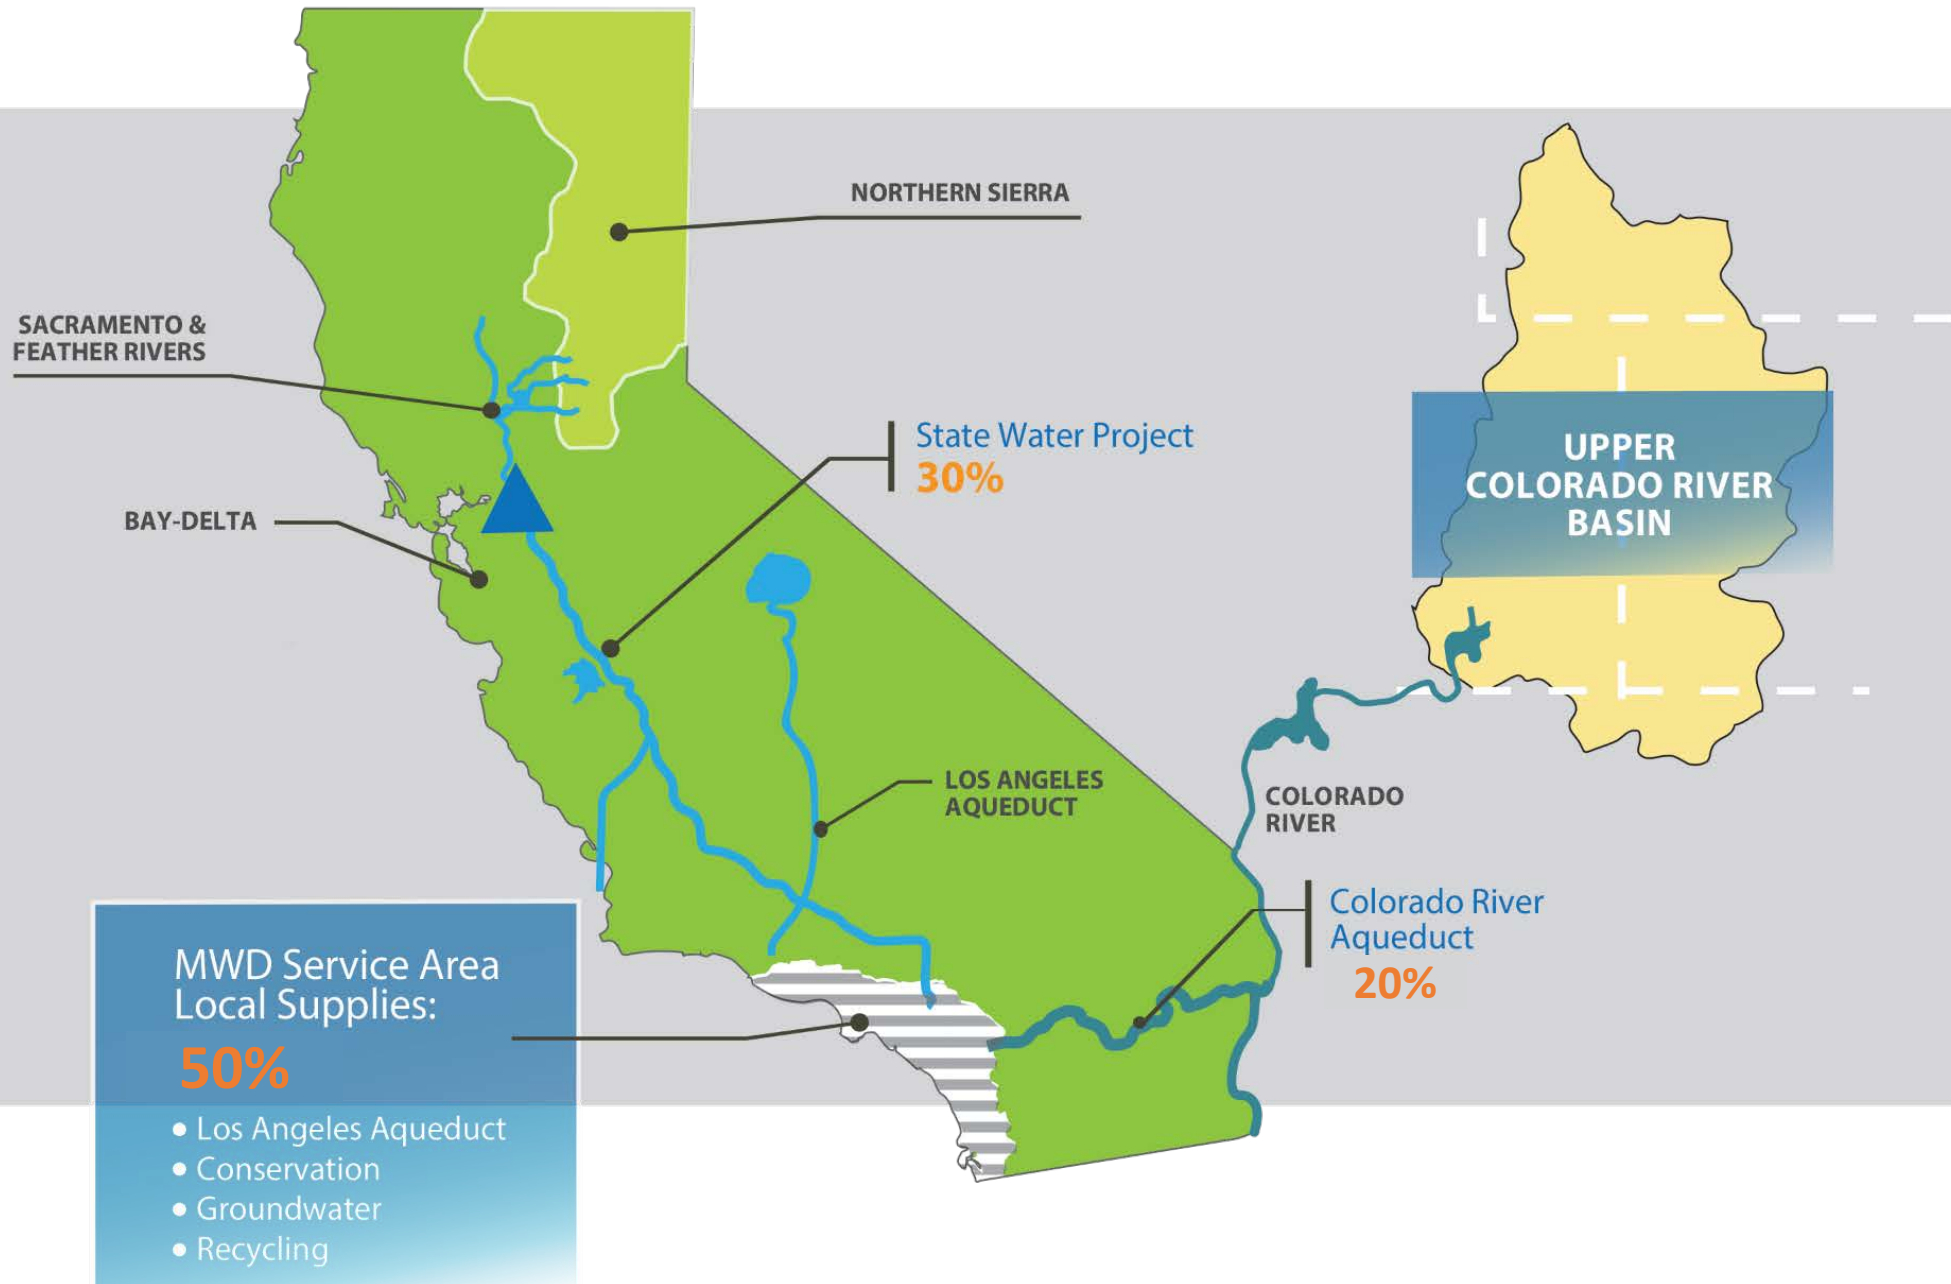 NORTHERN SIERRA
SACRAMENTO &
FEATHER RIVERS
State Water Project
30%
UPPER
COLORADO RIVER
BASIN
BAY-DELTA
LOS ANGELES
AQUEDUCT
COLORADO
RIVER
Colorado River
Aqueduct
20%
MWD Service Area
Local Supplies:
50%
• Los Angeles Aqueduct
• Conservation
• Groundwater
• Recycling